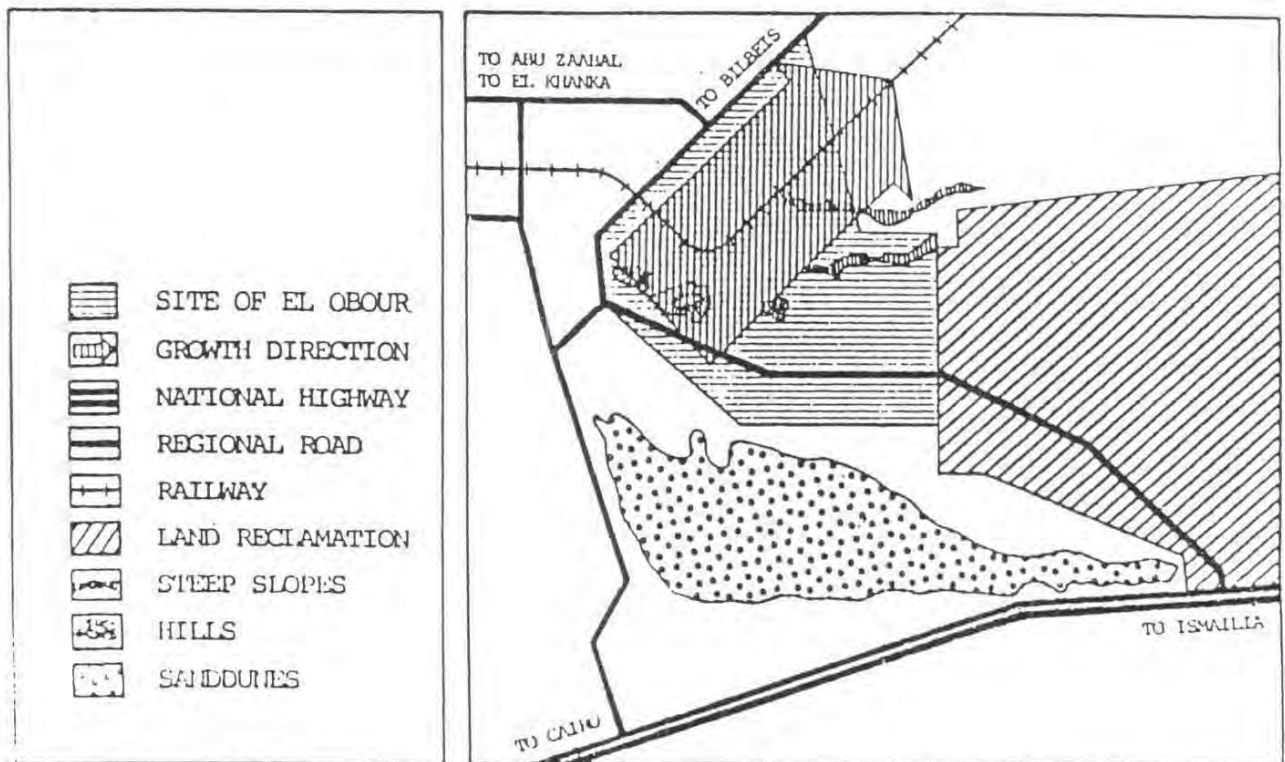 SITE OF EL OBOUR
GROWTH DIRECTION
NATIONAL HIGHWAY
REGIONAL ROAD
RAILWAY
LAND RECLAMATION
STEEP SLOPES
HILLS
SANDDUNES
TO ABU ZAABAL
TO EL KHANKA
TO BILBEIS
TO ISMAILIA
TO CAIRO